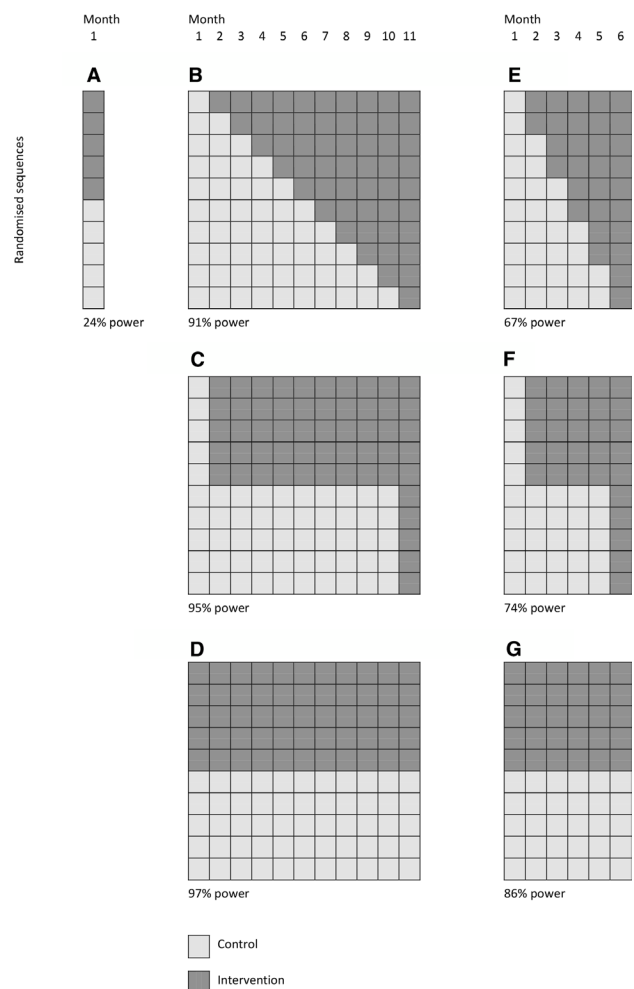 Month
1
Month
1 2 3 4 5 6 7 8 9 10 11
Month
1 2 3 4 5 6
A
B
E
Randomised sequences
24% power
91% power
67% power
C
F
95% power
74% power
D
G
97% power
86% power
Control
Intervention